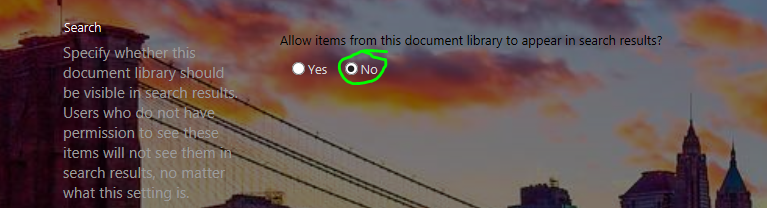 Search
Allow items from this document library to appear in search results?
Specify whether this
document library should
be visible in search results.
Users who do not have
permission to see these
items will not see them in
search results, no matter
what this setting is.
Yes No